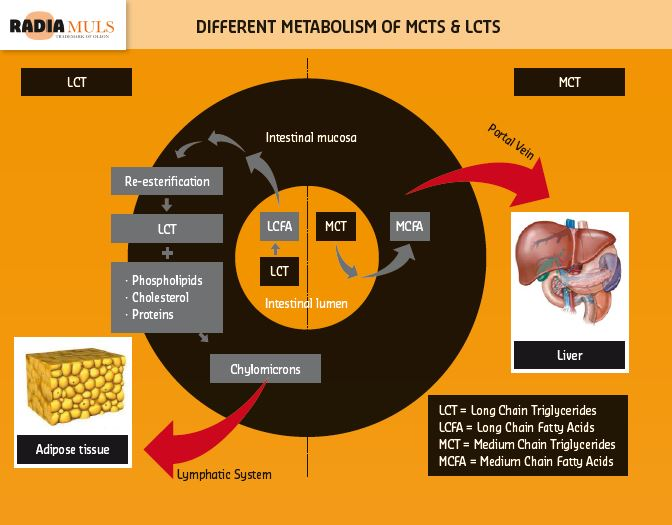 RADIA MULS
TRADEMARK OF OLEON
DIFFERENT METABOLISM OF MCTS & LCTS
LCT
MCT
Intestinal mucosa
Portal Vein
Re-esterification
LCT
· Phospholipids
· Cholesterol
· Proteins
Chylomicrons
LCFA
LCT
MCT
MCFA
Intestinal lumen
Liver
Adipose tissue
Lymphatic System
LCT = Long Chain Triglycerides
LCFA = Long Chain Fatty Acids
MCT = Medium Chain Triglycerides
MCFA = Medium Chain Fatty Acids